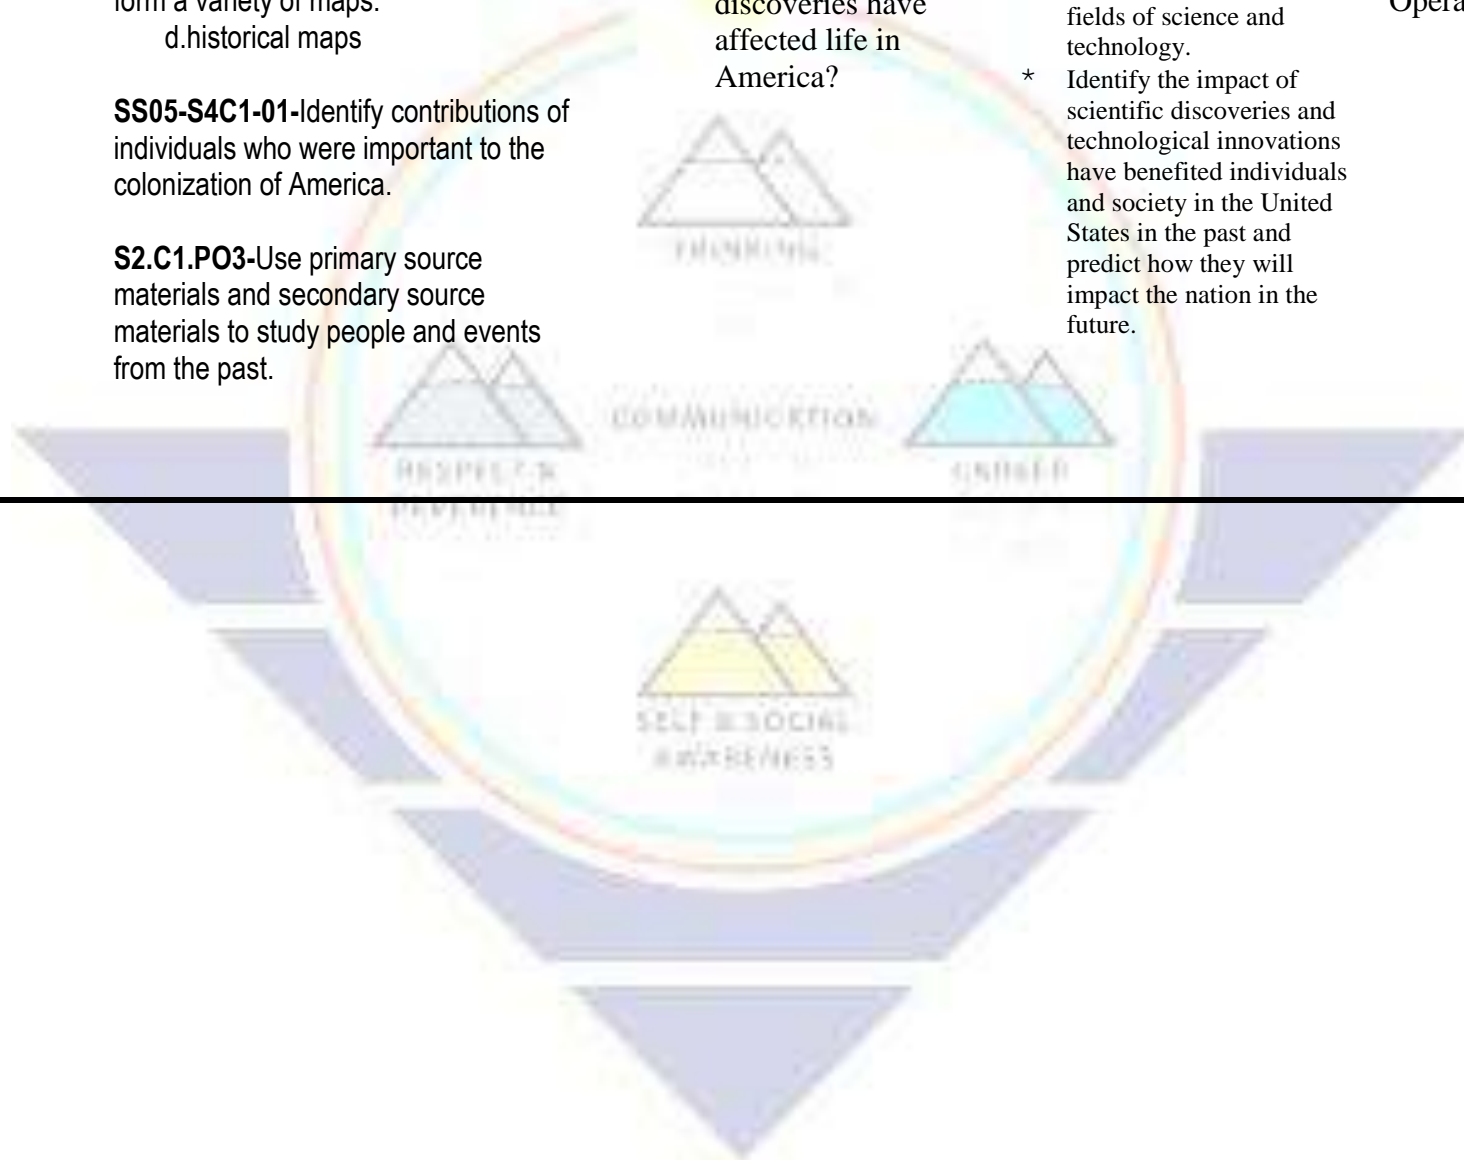 form a variety of maps.
d.historical maps
SS05-S4C1-01-Identify contributions of
individuals who were important to the
colonization of America.
S2.C1.PO3-Use primary source
materials and secondary source
materials to study people and events
from the past.
discoveries have
affected life in
America?
fields of science and
technology.
* Identify the impact of
scientific discoveries and
technological innovations
have benefited individuals
and society in the United
States in the past and
predict how they will
impact the nation in the
future.
Opera
THINKING
COMMUNICATION
RESPECT &
REVERENCE
CAREER
SELF & SOCIAL
AWARENESS